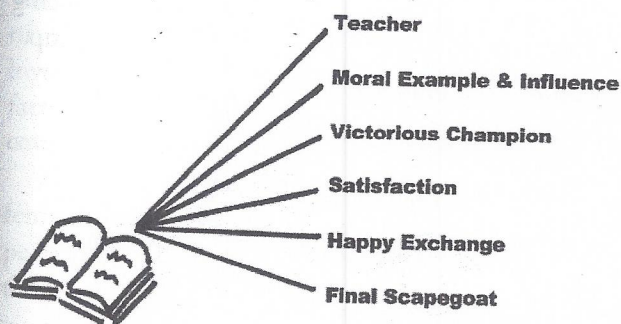 Teacher
Moral Example & Influence
Victorious Champion
Satisfaction
Happy Exchange
Final Scapegoat